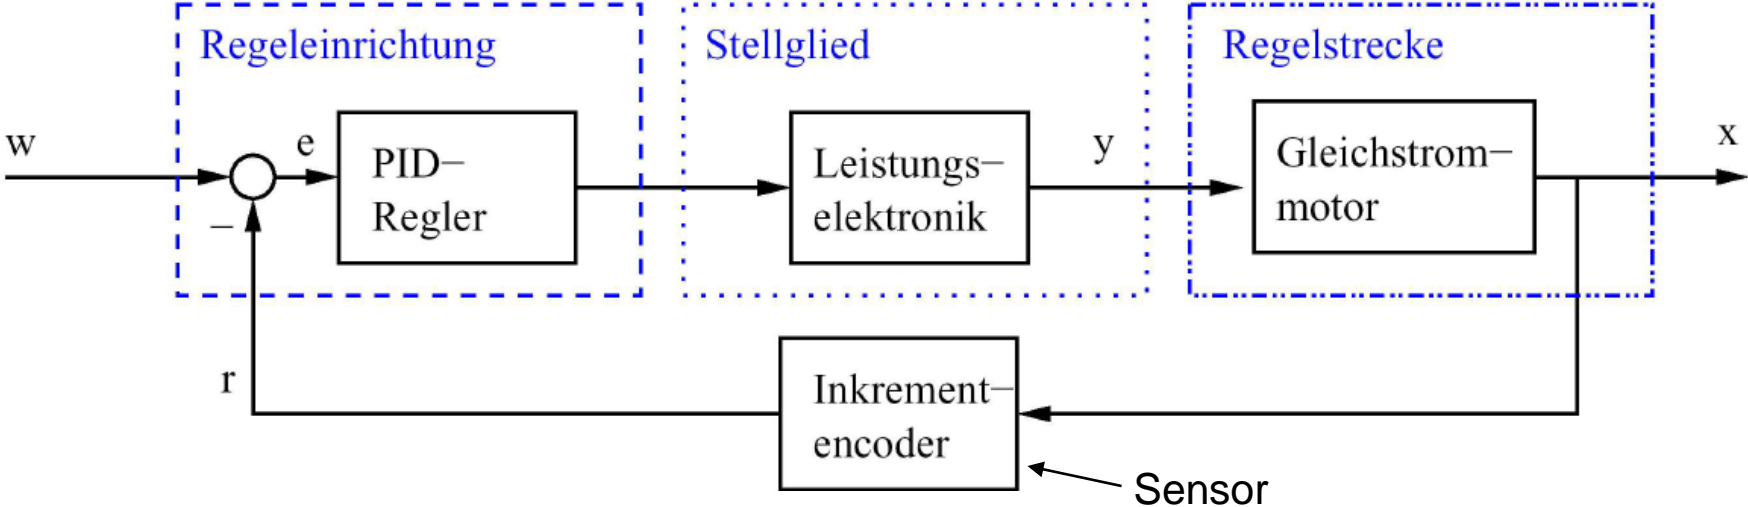 Regeleinrichtung
Stellglied
Regelstrecke
w
e
PID–
Regler
Leistungs–
elektronik
y
Gleichstrom–
motor
x
–
r
Inkrement–
encoder
Sensor